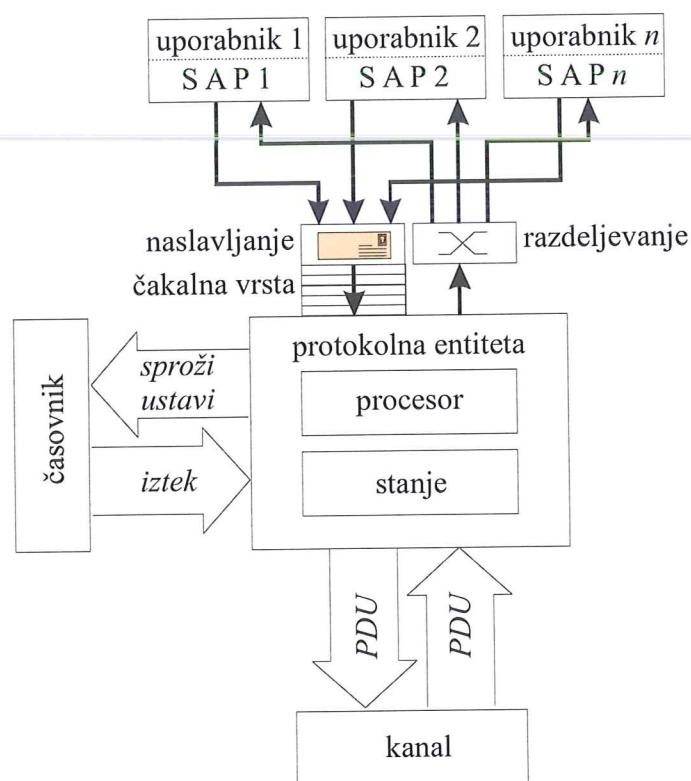 uporabnik 1
SAP1
uporabnik 2
SAP2
uporabnik n
SAPn
naslavljanje
razdeljevanje
čakalna vrsta
protokolna entiteta
časovnik
sproži
ustavi
procesor
iztek
stanje
PDU
PDU
kanal